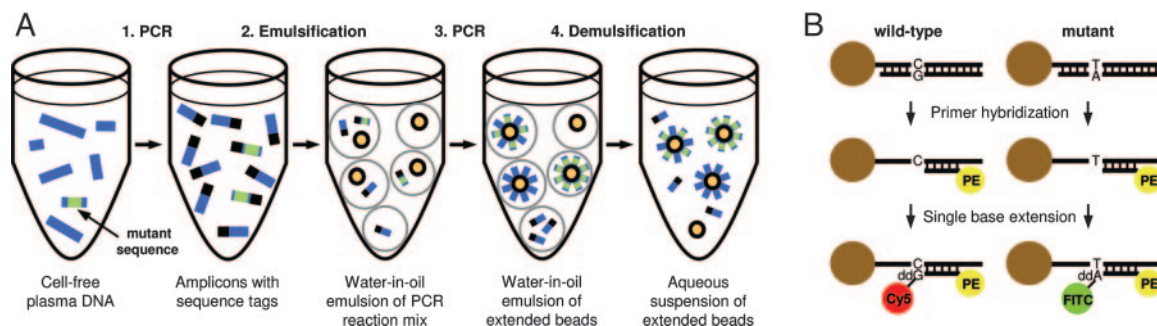 A
1. PCR
2. Emulsification
3. PCR
4. Demulsification
mutant
sequence
Cell-free
plasma DNA
Amplicons with
sequence tags
Water-in-oil
emulsion of PCR
reaction mix
Water-in-oil
emulsion of
extended beads
Aqueous
suspension of
extended beads
B
wild-type
mutant
C
G
T
A
Primer hybridization
C
PE
T
PE
Single base extension
C
ddG
Cy5
PE
T
ddA
FITC
PE